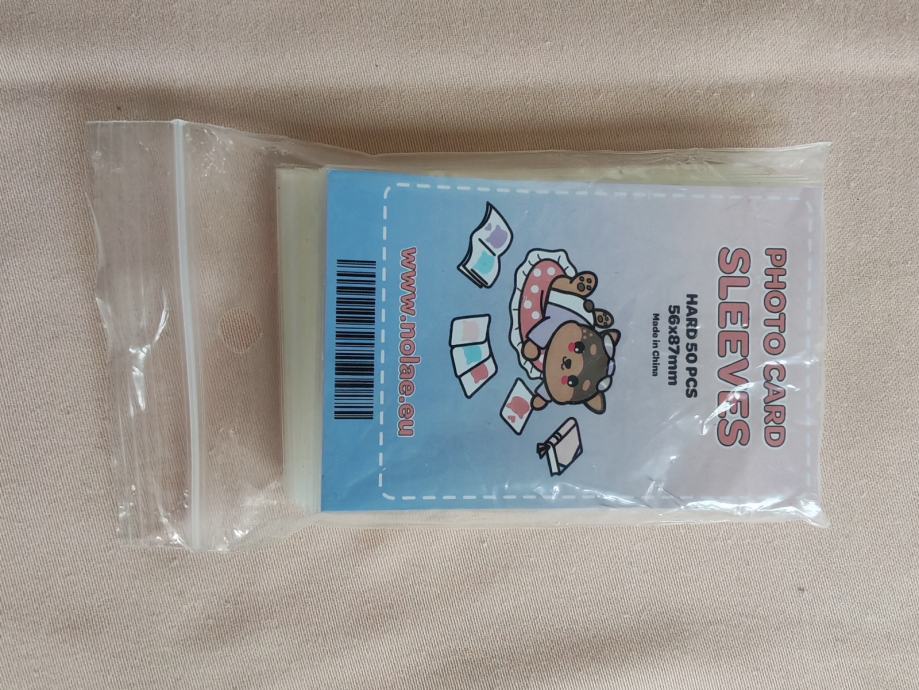 PHOTO CARD
SLEEVES
HARD 50 PCS
56x87mm
Made in China
www.nolae.eu